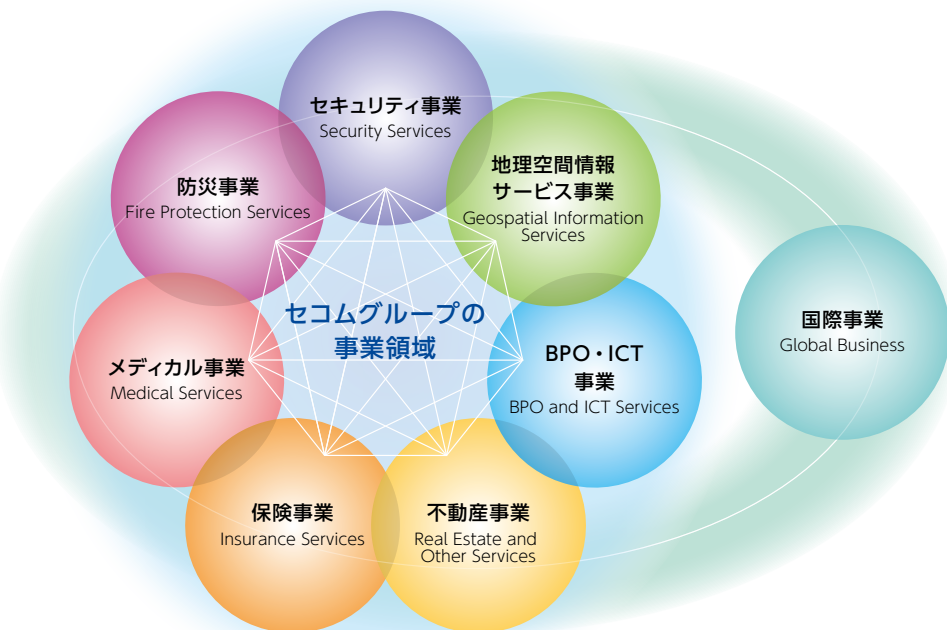 セキュリティ事業
Security Services
地理空間情報
サービス事業
Geospatial Information
Services
防災事業
Fire Protection Services
セコムグループの
事業領域
国際事業
Global Business
BPO・ICT
事業
BPO and ICT Services
メディカル事業
Medical Services
保険事業
Insurance Services
不動産事業
Real Estate and
Other Services